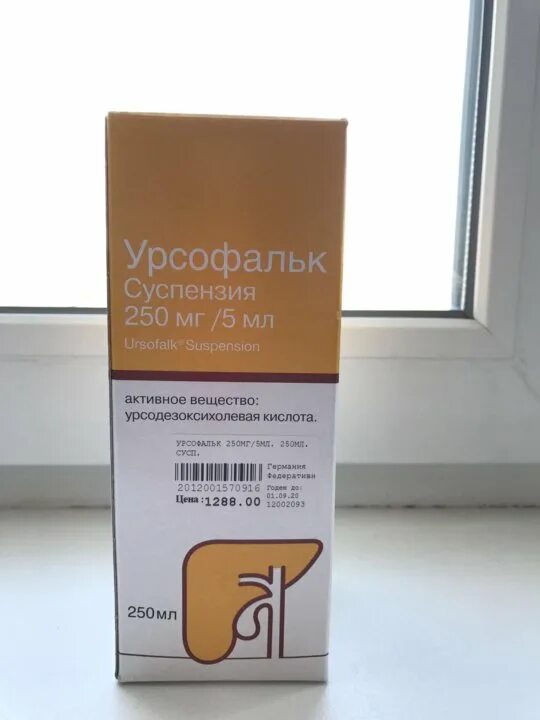 Урсофальк
Суспензия
250 мг /5 мл
Ursofalk® Suspension
активное вещество:
урсодезоксихолевая кислота.
УРСОФАЛЬК 250МГ/5МЛ. 250МЛ.
СУСП.
Германия
Федеративн
2012001570916
Годен до:
01.09.20
Цена :1288.00
12002093
250мл